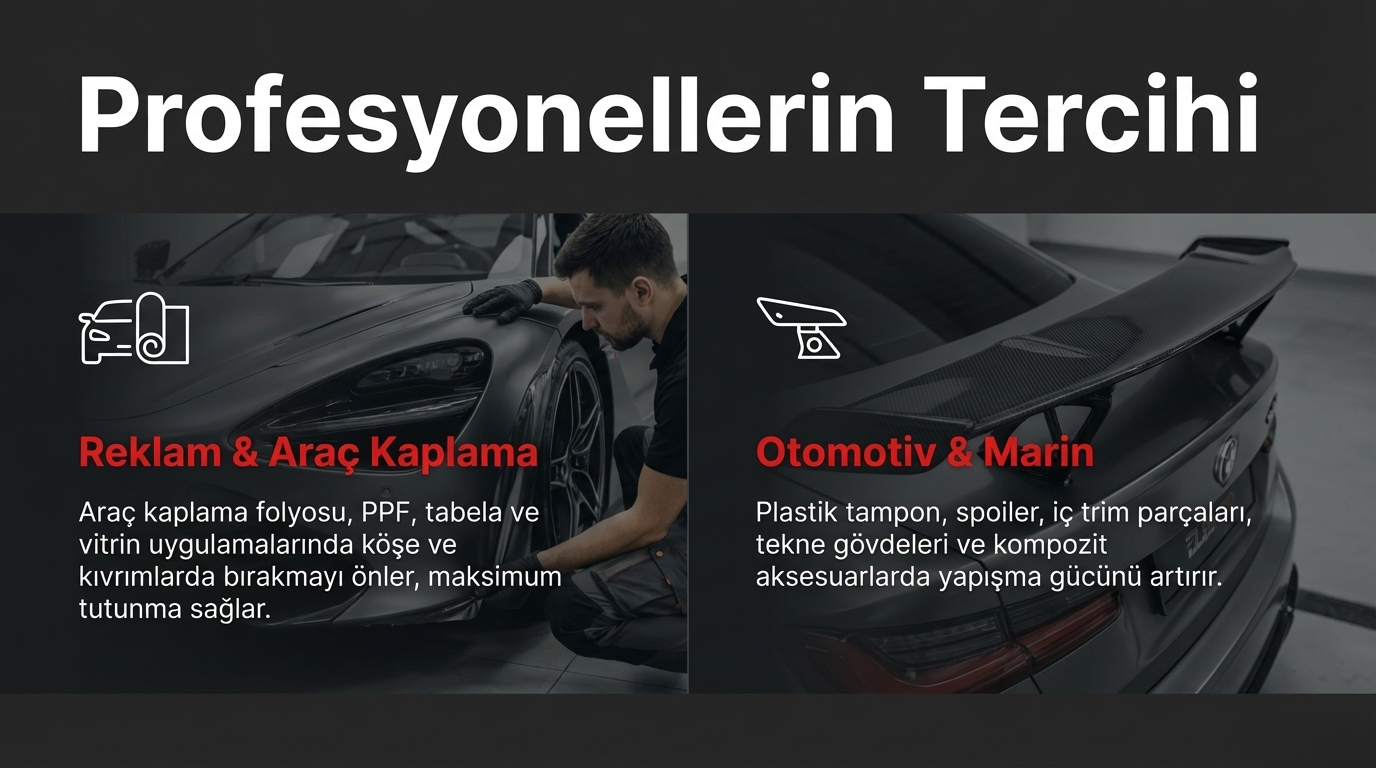 Profesyonellerin Tercihi
Reklam & Araç Kaplama
Araç kaplama folyosu, PPF, tabela ve
vitrin uygulamalarında köşe ve
kıvrımlarda bırakmayı önler, maksimum
tutunma sağlar.
Otomotiv & Marin
Plastik tampon, spoiler, iç trim parçaları,
tekne gövdeleri ve kompozit
aksesuarlarda yapışma gücünü artırır.